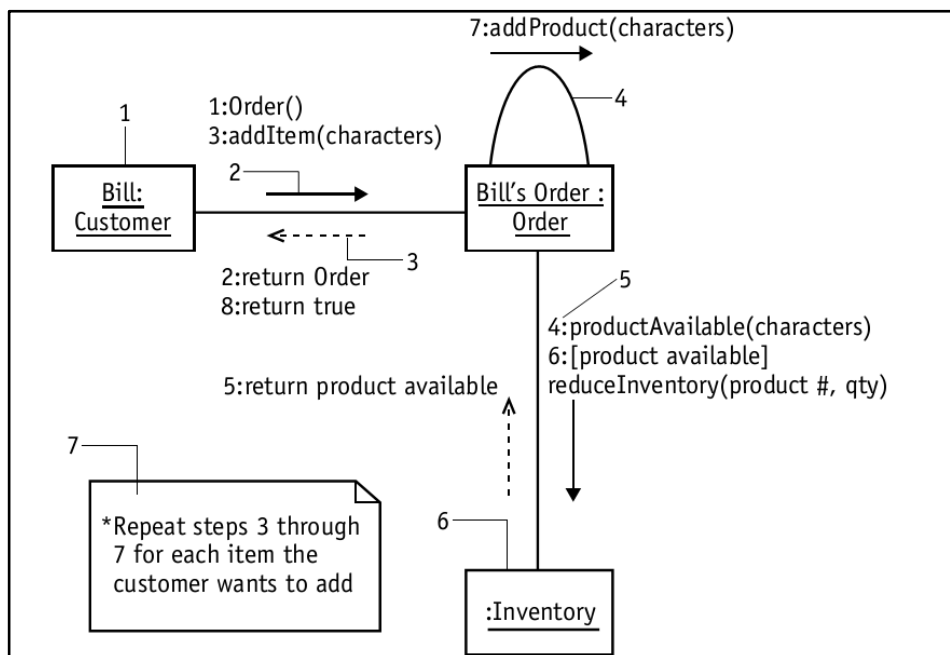 7:addProduct(characters)
4
1
1:Order()
3:addItem(characters)
2
Bill:
Customer
Bill's Order :
Order
3
2:return Order
8:return true
5
4:productAvailable(characters)
6:[product available]
reduceInventory(product #, qty)
5:return product available
7
*Repeat steps 3 through
7 for each item the
customer wants to add
6
:Inventory